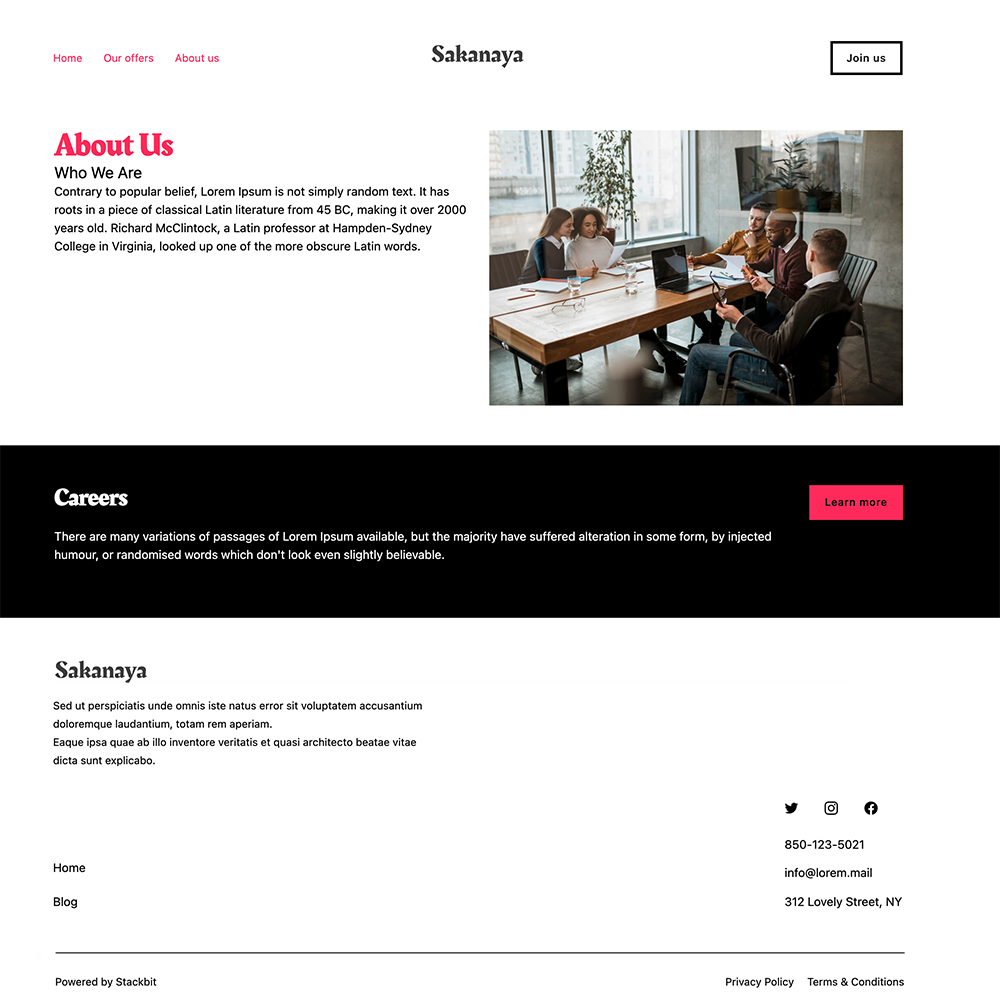 Home Our offers About us
Sakanaya
Join us
About Us
Who We Are
Contrary to popular belief, Lorem Ipsum is not simply random text. It has
roots in a piece of classical Latin literature from 45 BC, making it over 2000
years old. Richard McClintock, a Latin professor at Hampden-Sydney
College in Virginia, looked up one of the more obscure Latin words.
Careers
Learn more
There are many variations of passages of Lorem Ipsum available, but the majority have suffered alteration in some form, by injected
humour, or randomised words which don't look even slightly believable.
Sakanaya
Sed ut perspiciatis unde omnis iste natus error sit voluptatem accusantium
doloremque laudantium, totam rem aperiam.
Eaque ipsa quae ab illo inventore veritatis et quasi architecto beatae vitae
dicta sunt explicabo.
Home
Blog
850-123-5021
info@lorem.mail
312 Lovely Street, NY
Powered by Stackbit
Privacy Policy Terms & Conditions